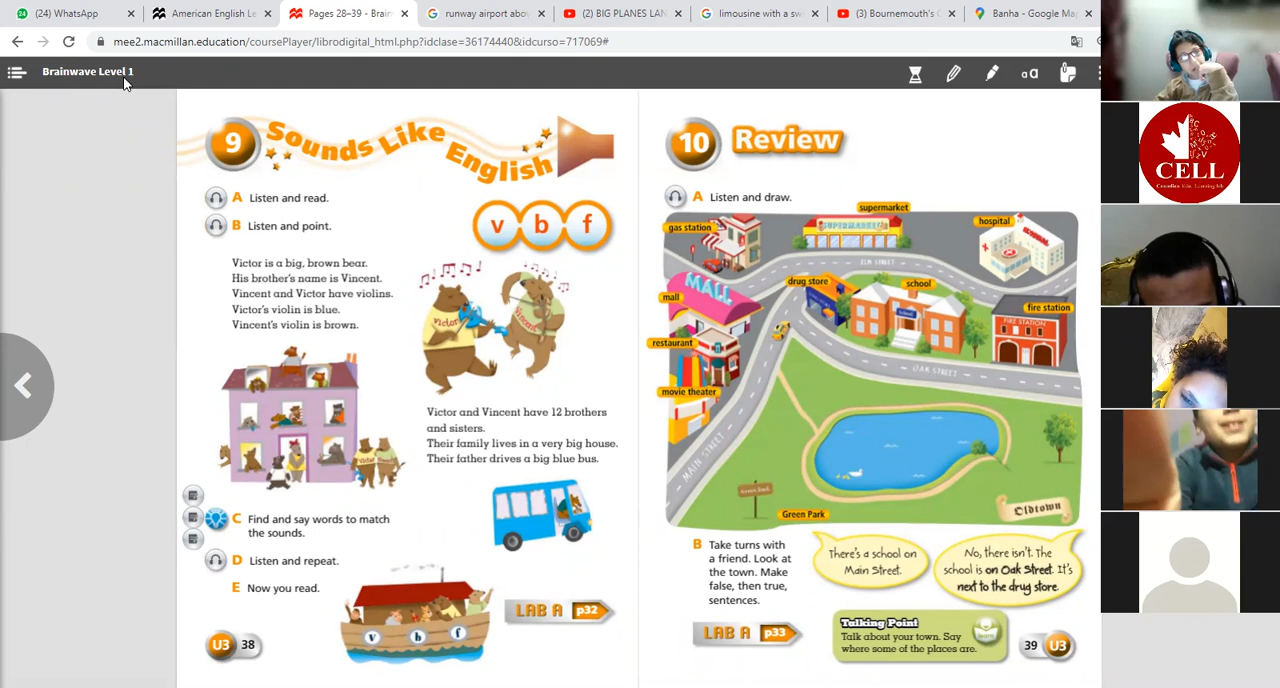 (24) WhatsApp
American English Le
Pages 28–39 - Brain
runway airport abo
(2) BIG PLANES LAN
limousine with a sw
(3) Bournemouth's
Banha - Google Ma
mee2.macmillan.education/coursePlayer/librodigital_html.php?idclase=36174440&idcurso=717069#
Brainwave Level 1
9 Sounds Like
English
A Listen and read.
B Listen and point.
v b f
Victor is a big, brown bear.
His brother's name is Vincent.
Vincent and Victor have violins.
Victor's violin is blue.
Vincent's violin is brown.
Victor
Vincent
Victor and Vincent have 12 brothers
and sisters.
Their family lives in a very big house.
Their father drives a big blue bus.
C Find and say words to match
the sounds.
D Listen and repeat.
E Now you read.
v b f
LAB A p32
U3 38
10 Review
A Listen and draw.
supermarket
gas station
SUPERMARKET
hospital
ELM STREET
drug store
school
mall
MALL
School
fire station
FIRE STATION
restaurant
OAK STREET
movie theater
MAIN STREET
Green Park
Oldtown
B Take turns with
a friend. Look at
the town. Make
false, then true,
sentences.
There's a school on
Main Street.
No, there isn't. The
school is on Oak Street. It's
next to the drug store.
LAB A p33
Talking Point
Talk about your town. Say
where some of the places are.
39 U3
CELL